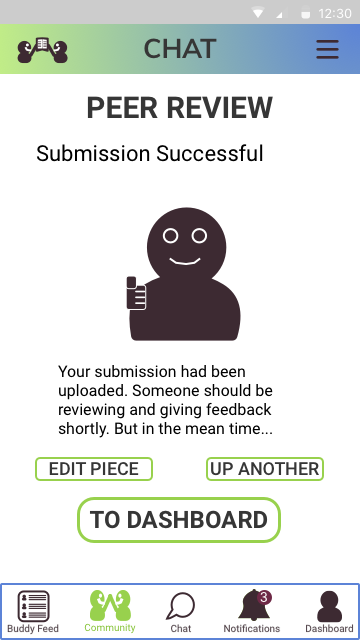 12:30
CHAT
PEER REVIEW
Submission Successful
Your submission had been
uploaded. Someone should be
reviewing and giving feedback
shortly. But in the mean time...
EDIT PIECE
UP ANOTHER
TO DASHBOARD
3
Buddy Feed
Community
Chat
Notifications
Dashboard